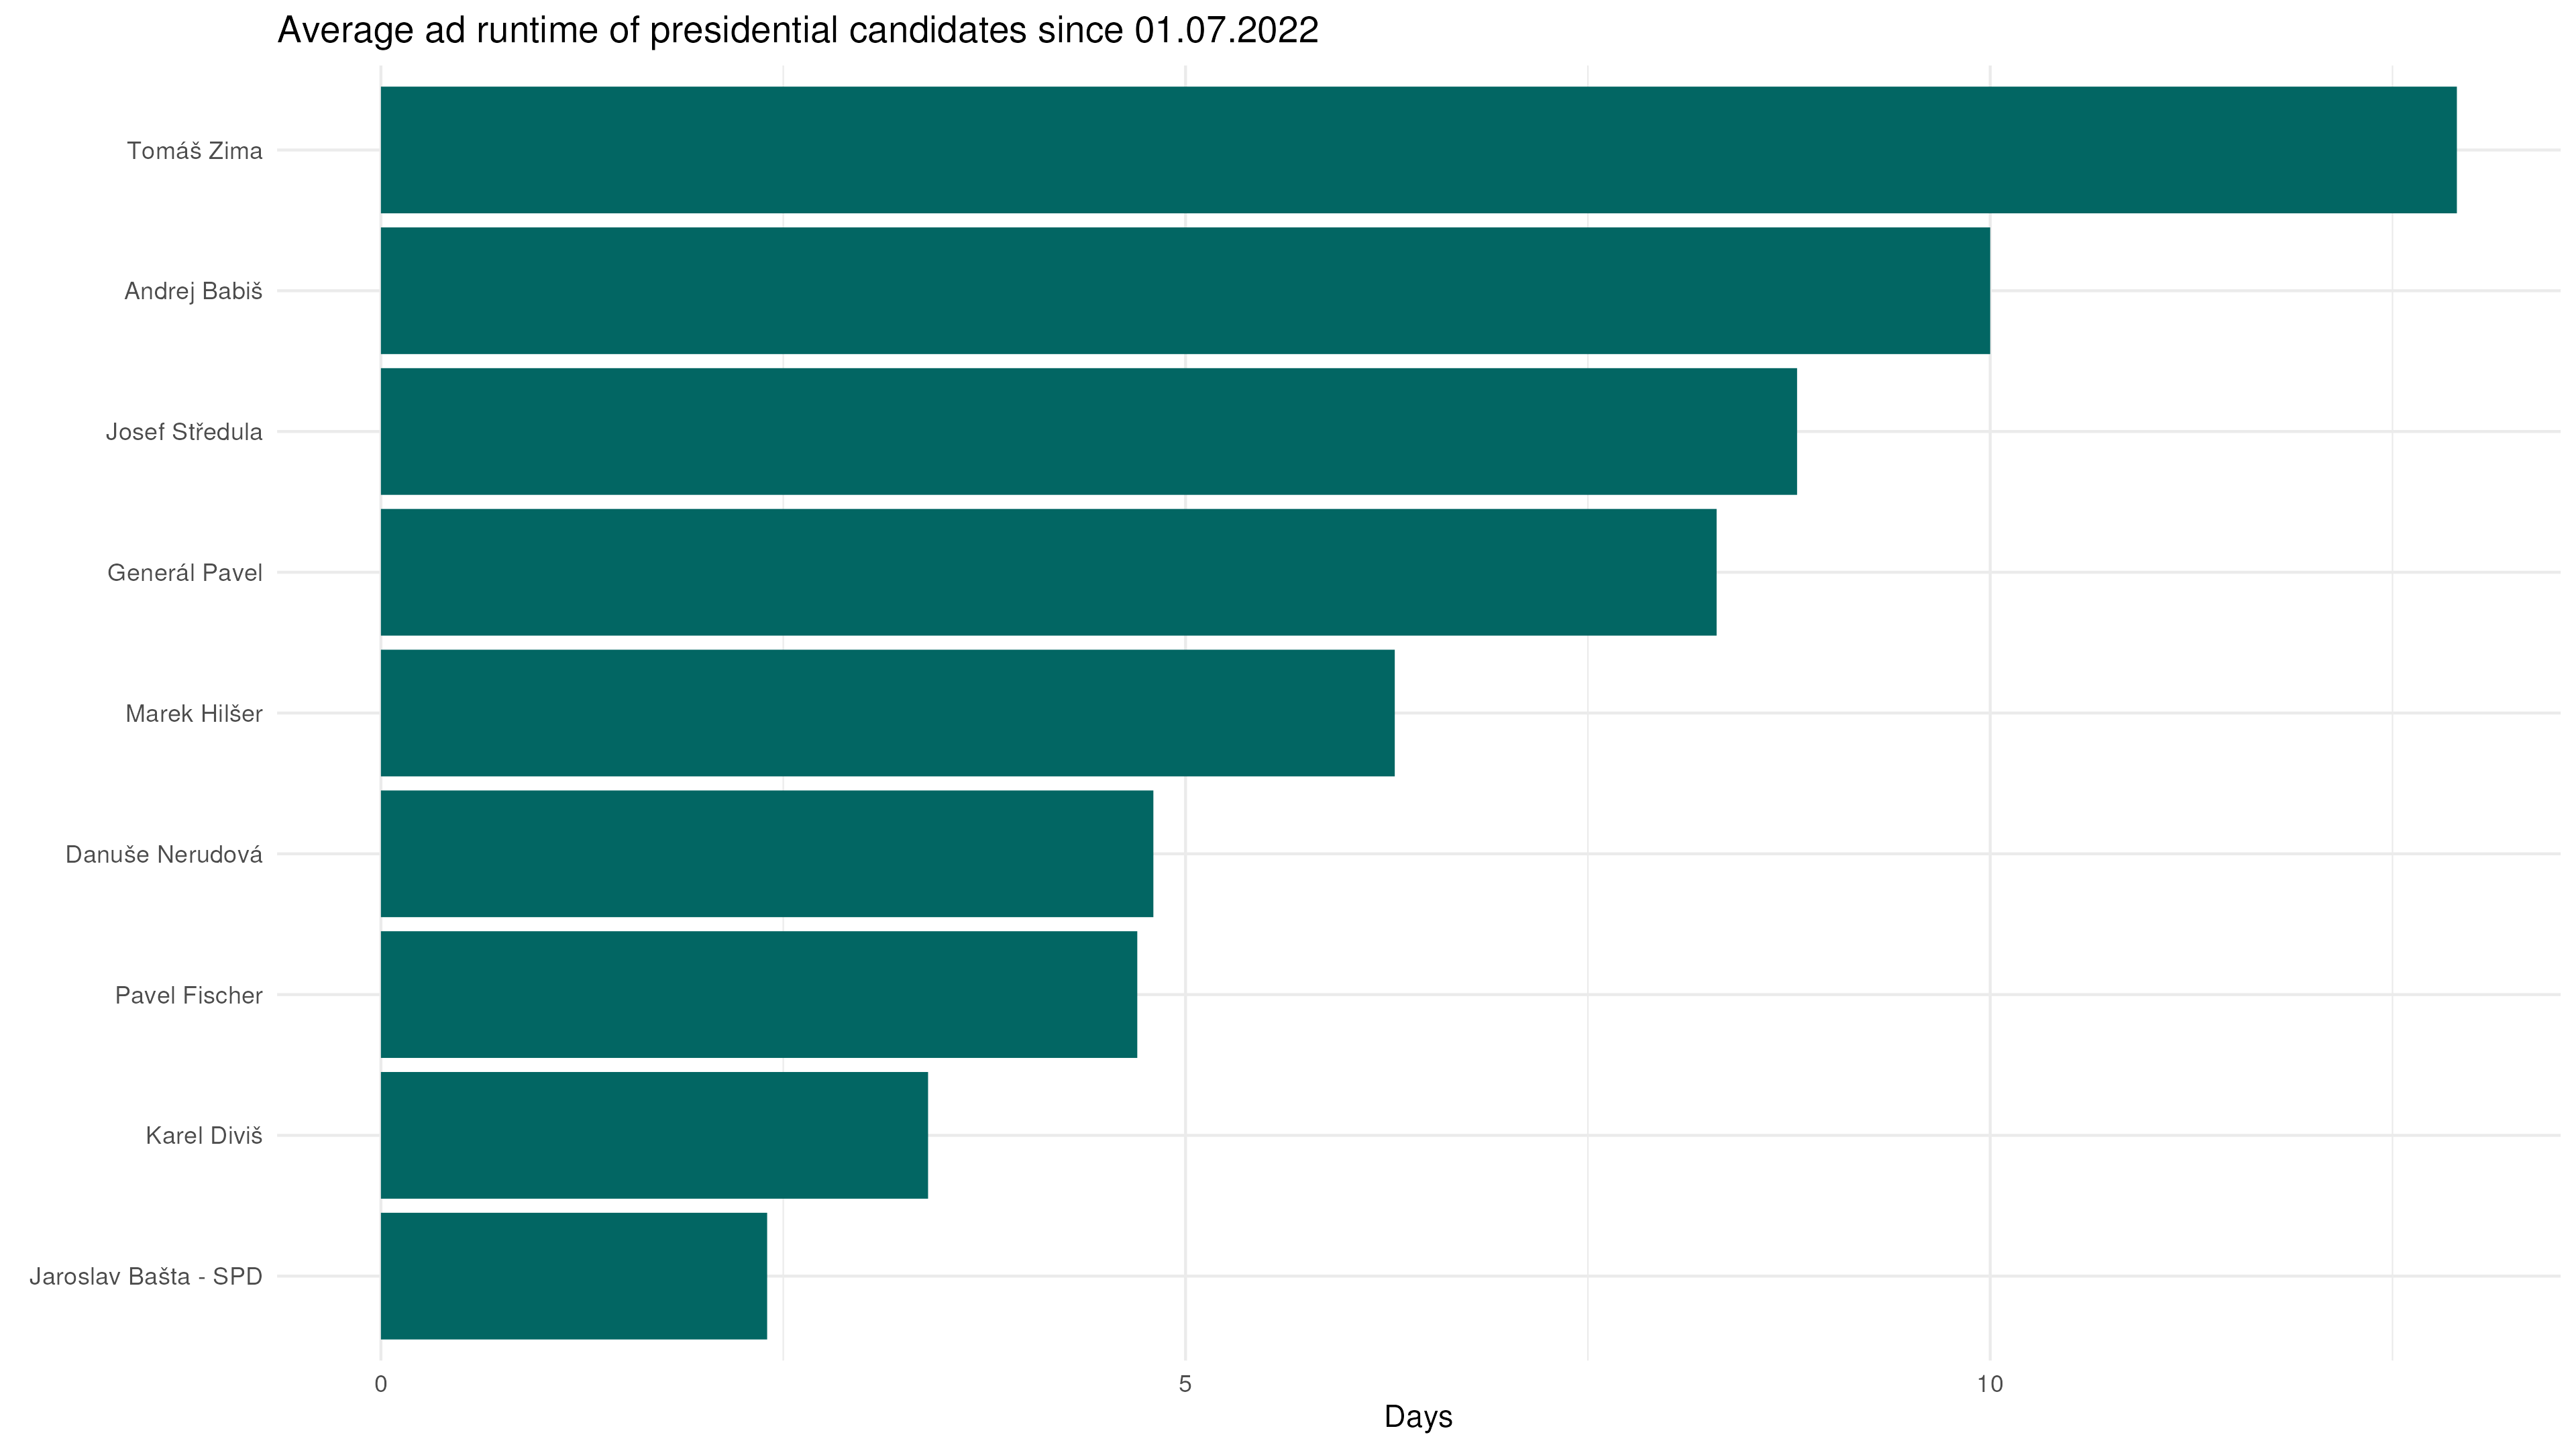 Average ad runtime of presidential candidates since 01.07.2022
Tomáš Zima
Andrej Babiš
Josef Středula
Generál Pavel
Marek Hilšer
Danuše Nerudová
Pavel Fischer
Karel Diviš
Jaroslav Bašta - SPD
0 5 10
Days